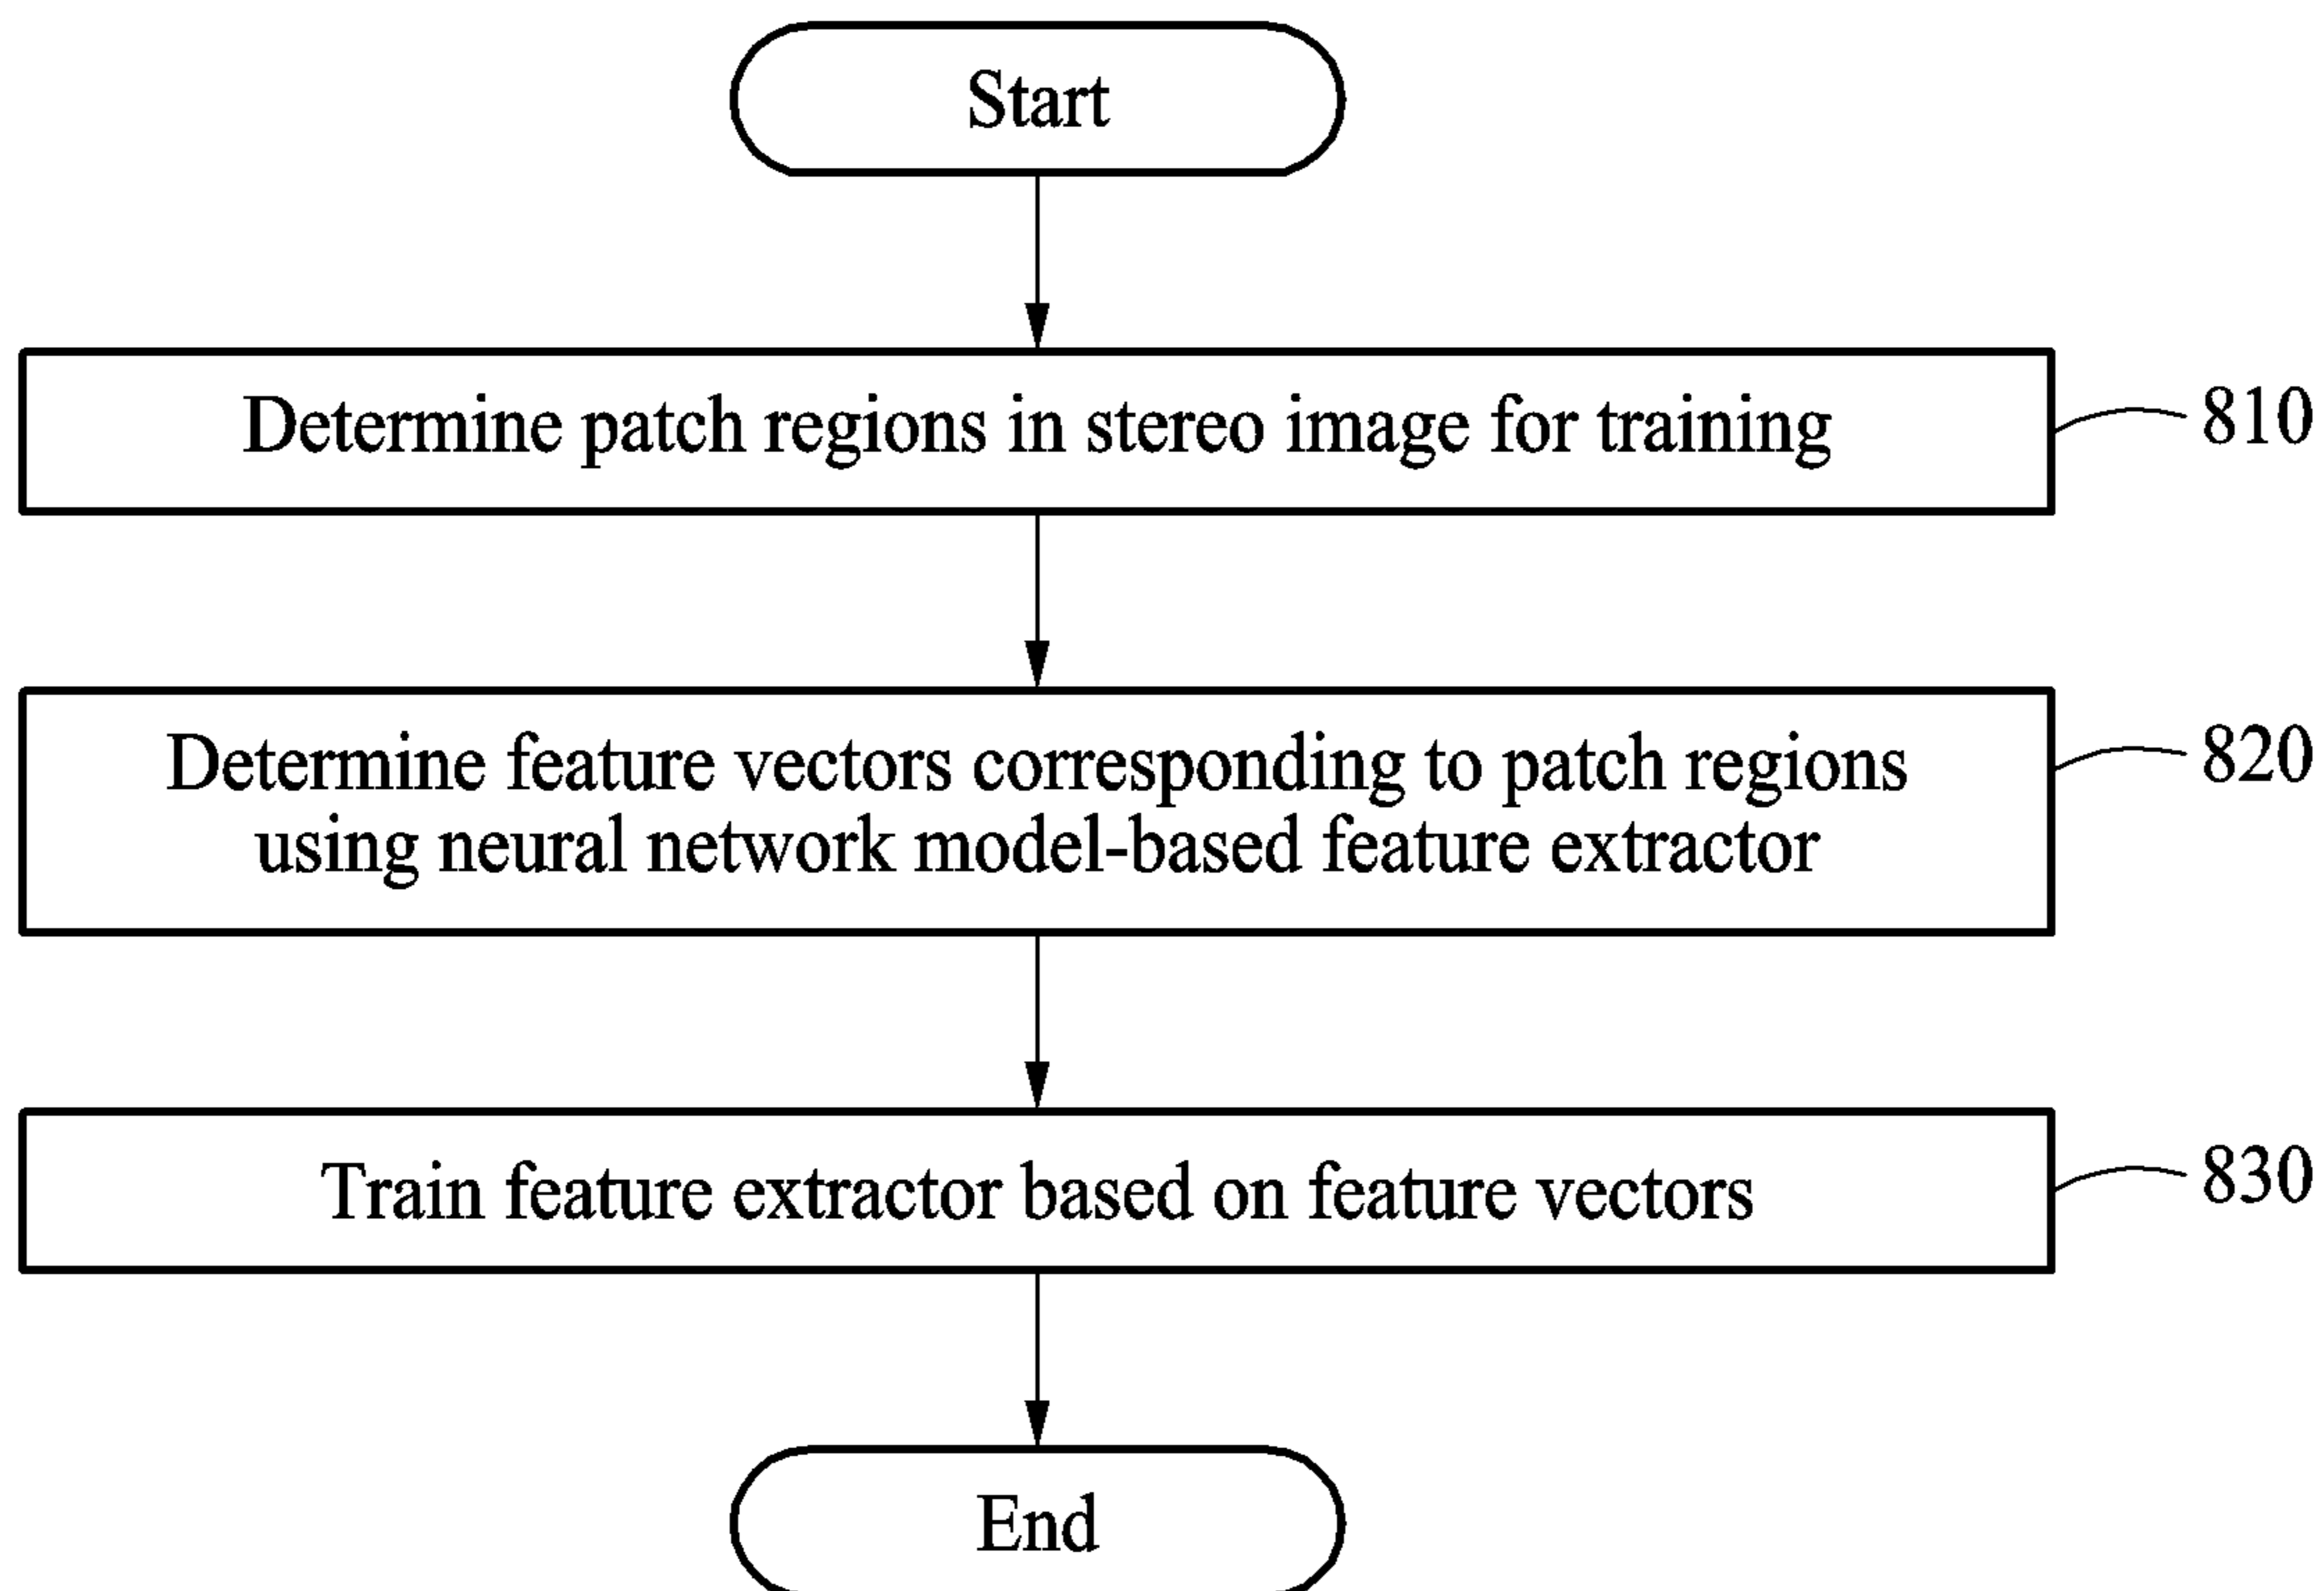 Start
Determine patch regions in stereo image for training
810
Determine feature vectors corresponding to patch regions
using neural network model-based feature extractor
820
Train feature extractor based on feature vectors
830
End